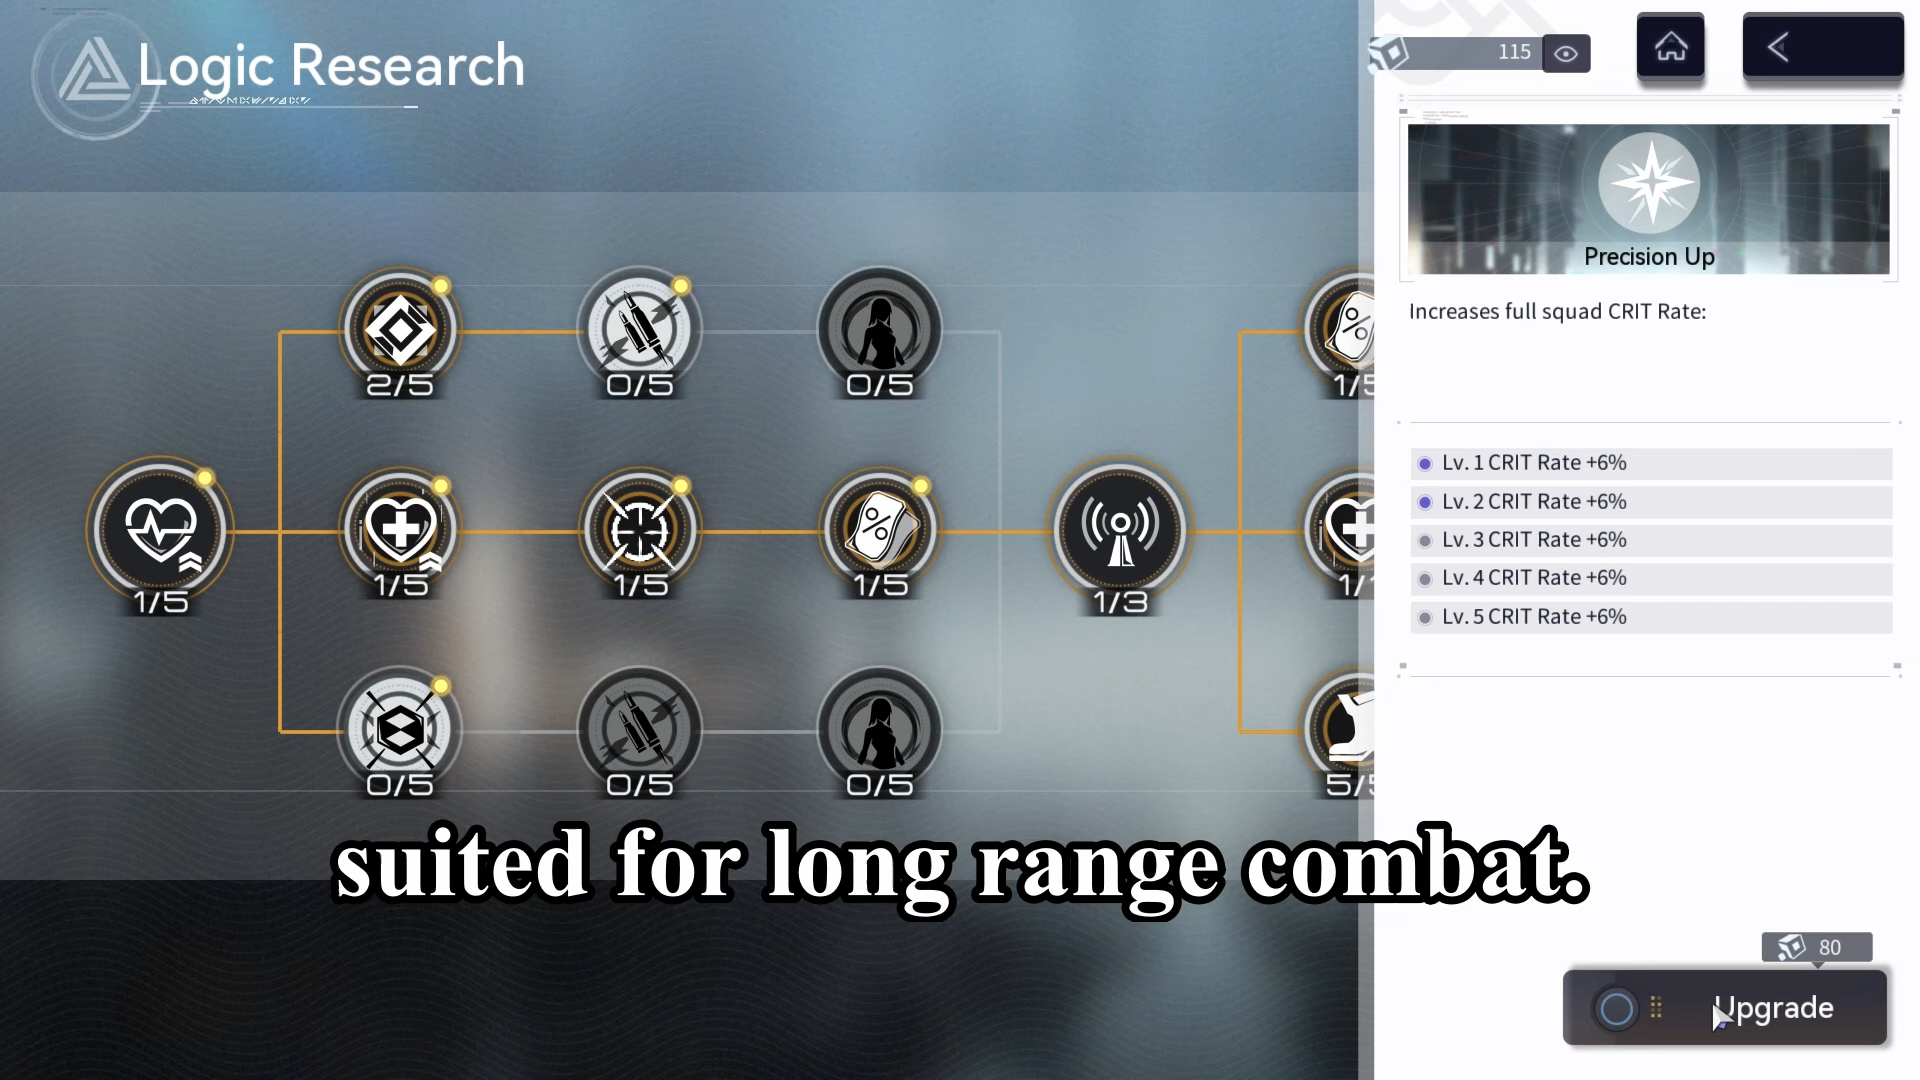 Logic Research
115
Precision Up
Increases full squad CRIT Rate:
Lv. 1 CRIT Rate +6%
Lv. 2 CRIT Rate +6%
Lv. 3 CRIT Rate +6%
Lv. 4 CRIT Rate +6%
Lv. 5 CRIT Rate +6%
2/5
0/5
0/5
1/5
1/5
1/5
1/5
1/3
0/5
0/5
0/5
5/5
suited for long range combat.
80
Upgrade